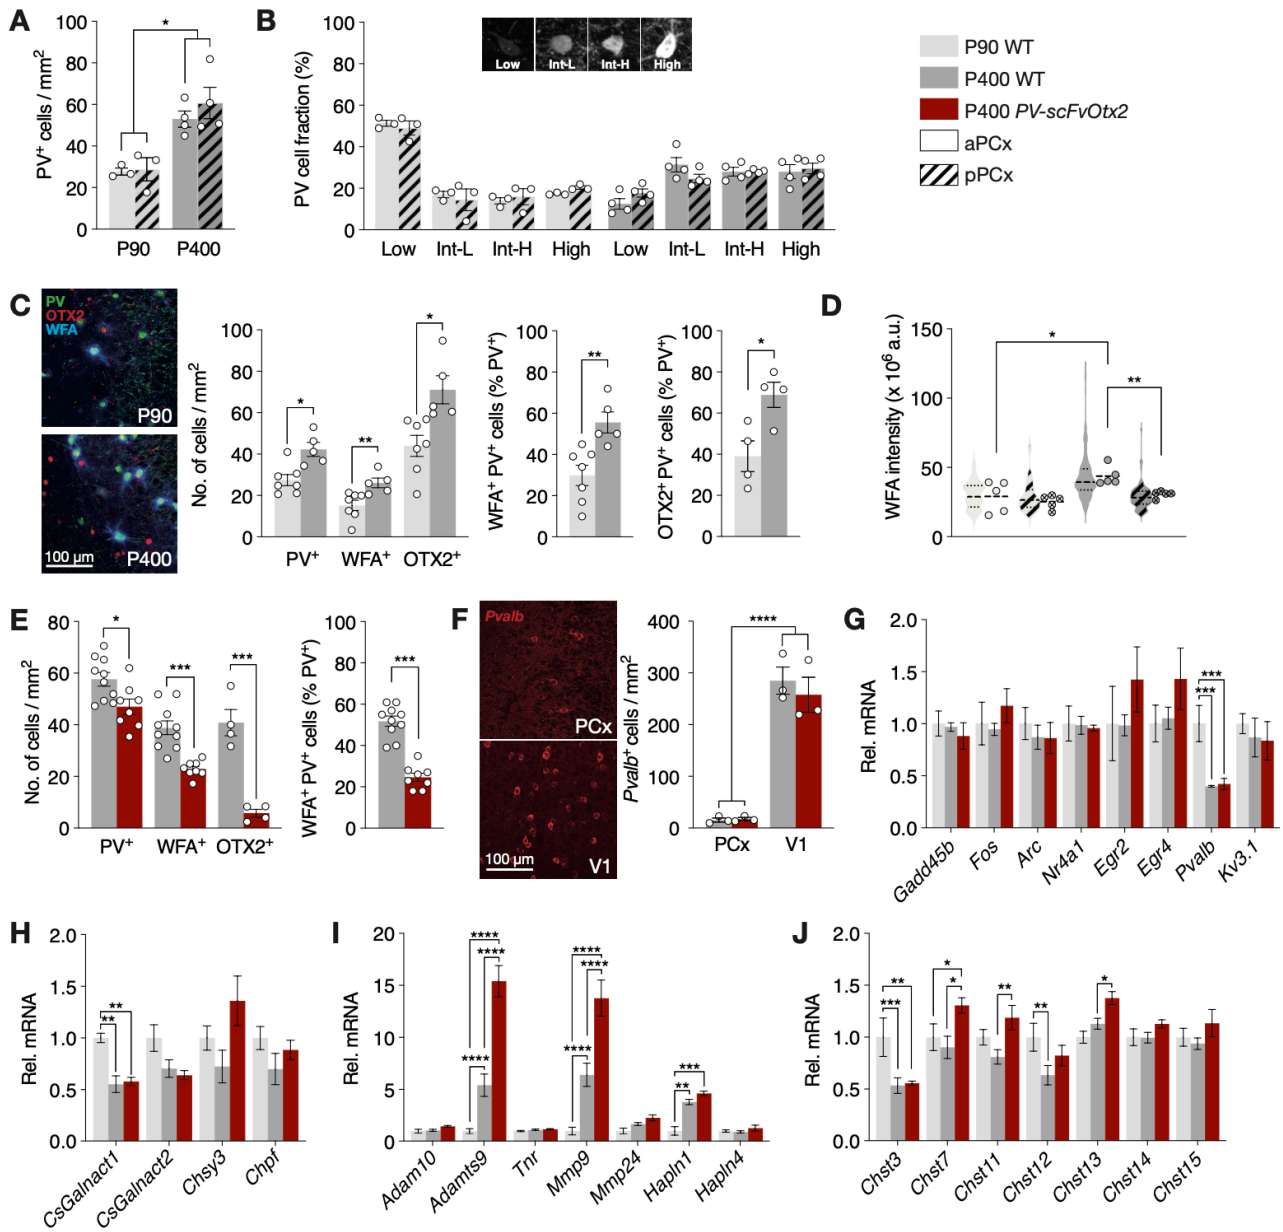 A
PV+ cells / mm2
100
80
60
40
20
0
*
P90
P400
B
PV cell fraction (%)
100
80
60
40
20
0
Low
Int-L
Int-H
High
Low
Int-L
Int-H
High
Low
Int-L
Int-H
High
P90 WT
P400 WT
P400 PV-scFvOtx2
aPCx
pPCx
C
PV
OTX2
WFA
P90
100 µm
P400
No. of cells / mm2
100
80
60
40
20
0
*
**
*
PV+
WFA+
OTX2+
WFA+ PV+ cells (% PV+)
100
80
60
40
20
0
**
OTX2+ PV+ cells (% PV+)
100
80
60
40
20
0
*
D
WFA intensity (x 10⁶ a.u.)
150
100
50
0
*
**
E
No. of cells / mm2
80
60
40
20
0
*
***
***
PV+
WFA+
OTX2+
WFA+ PV+ cells (% PV+)
100
80
60
40
20
0
***
F
Pvalb
PCx
100 µm
V1
Pvalb+ cells / mm2
400
300
200
100
0
****
PCx
V1
G
Rel. mRNA
2.0
1.5
1.0
0.5
0.0
***
***
Gadd45b
Fos
Arc
Nr4a1
Egr2
Egr4
Pvalb
Kv3.1
H
Rel. mRNA
2.0
1.5
1.0
0.5
0.0
**
**
CsGalnact1
CsGalnact2
Chsy3
Chpf
I
Rel. mRNA
20
15
10
5
0
****
****
****
****
****
****
***
**
Adam10
Adamts9
Tnr
Mmp9
Mmp24
Hapln1
Hapln4
J
Rel. mRNA
2.0
1.5
1.0
0.5
0.0
**
***
*
*
**
**
*
Chst3
Chst7
Chst11
Chst12
Chst13
Chst14
Chst15